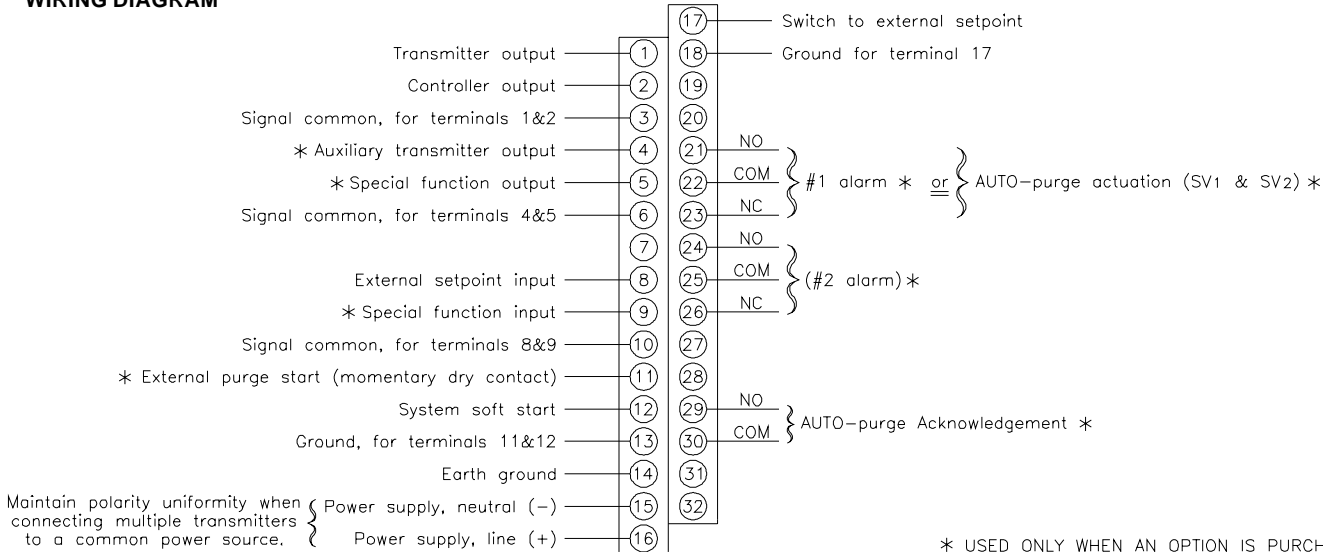 WIRING DIAGRAM
17 Switch to external setpoint
Transmitter output 1 18 Ground for terminal 17
Controller output 2 19
Signal common, for terminals 1&2 3 20
* Auxiliary transmitter output 4 21 NO
* Special function output 5 22 COM #1 alarm * or AUTO-purge actuation (SV1 & SV2) *
Signal common, for terminals 4&5 6 23 NC
7 24 NO
External setpoint input 8 25 COM (#2 alarm) *
* Special function input 9 26 NC
Signal common, for terminals 8&9 10 27
* External purge start (momentary dry contact) 11 28
System soft start 12 29 NO
AUTO-purge Acknowledgement *
Ground, for terminals 11&12 13 30 COM
Earth ground 14 31
Maintain polarity uniformity when
connecting multiple transmitters
to a common power source.
Power supply, neutral (-) 15 32
Power supply, line (+) 16
* USED ONLY WHEN AN OPTION IS PURCH